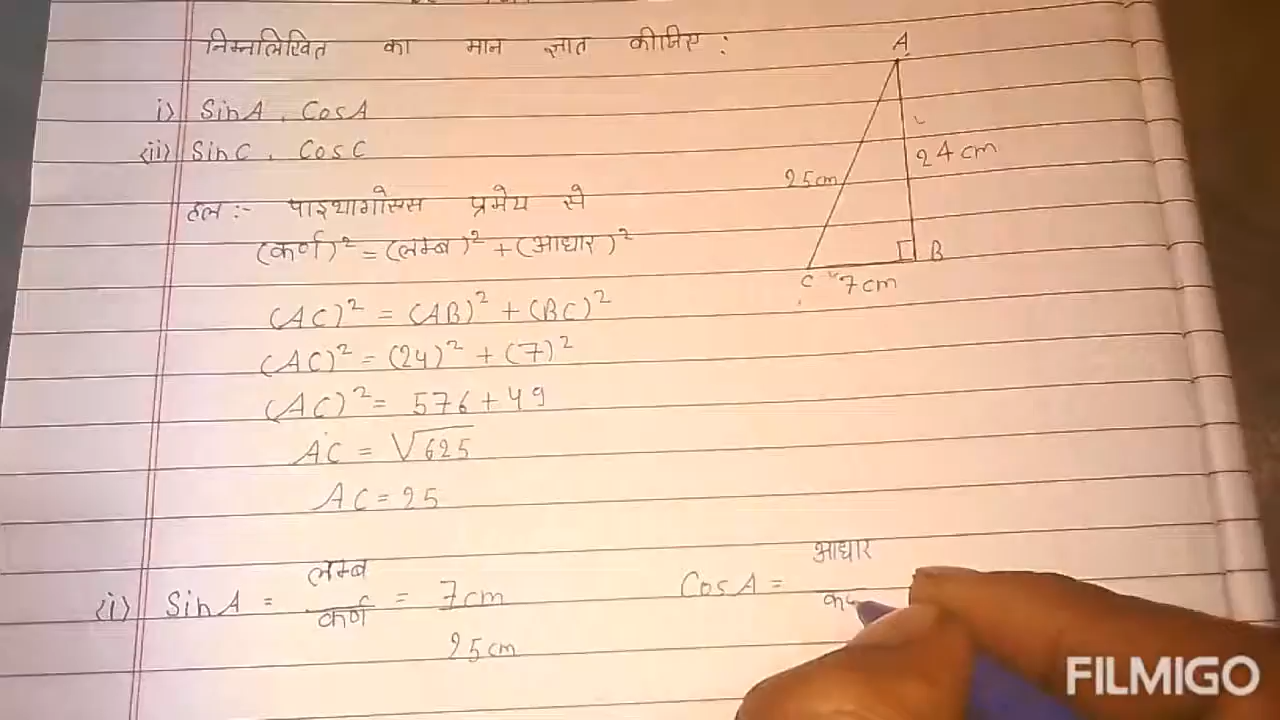 निम्नलिखित का मान ज्ञात कीजिए :
i) SinA , CosA
(ii) SinC , CosC
हल :- पाइथागोरस प्रमेय से
(कर्ण)² = (लम्ब)² + (आधार)²
(AC)² = (AB)² + (BC)²
(AC)² = (24)² + (7)²
(AC)² = 576 + 49
AC = √625
AC = 25
(i) SinA = लम्ब / कर्ण = 7cm / 25cm
CosA = आधार
A
24cm
25cm
B
C
7cm
FILMIGO